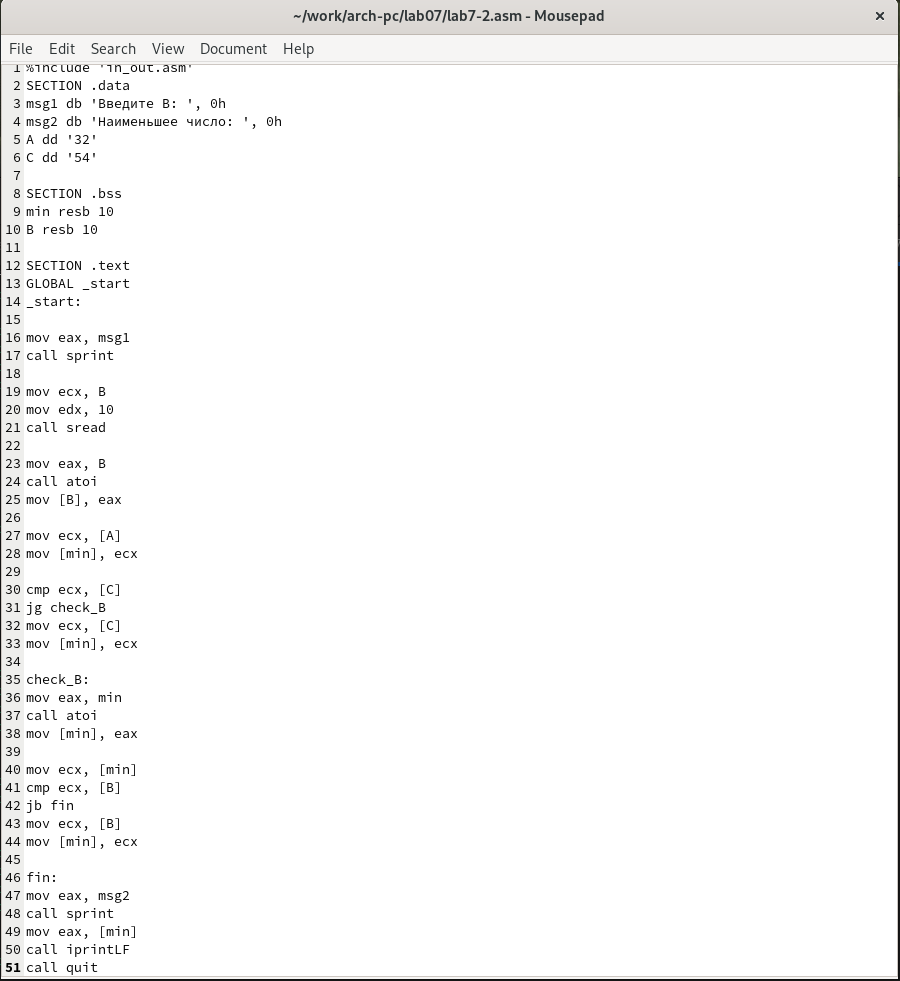 ~/work/arch-pc/lab07/lab7-2.asm - Mousepad
×
File Edit Search View Document Help
1 %include 'in_out.asm'
2 SECTION .data
3 msg1 db 'Введите B: ', 0h
4 msg2 db 'Наименьшее число: ', 0h
5 A dd '32'
6 C dd '54'
7
8 SECTION .bss
9 min resb 10
10 B resb 10
11
12 SECTION .text
13 GLOBAL _start
14 _start:
15
16 mov eax, msg1
17 call sprint
18
19 mov ecx, B
20 mov edx, 10
21 call sread
22
23 mov eax, B
24 call atoi
25 mov [B], eax
26
27 mov ecx, [A]
28 mov [min], ecx
29
30 cmp ecx, [C]
31 jg check_B
32 mov ecx, [C]
33 mov [min], ecx
34
35 check_B:
36 mov eax, min
37 call atoi
38 mov [min], eax
39
40 mov ecx, [min]
41 cmp ecx, [B]
42 jb fin
43 mov ecx, [B]
44 mov [min], ecx
45
46 fin:
47 mov eax, msg2
48 call sprint
49 mov eax, [min]
50 call iprintLF
51 call quit